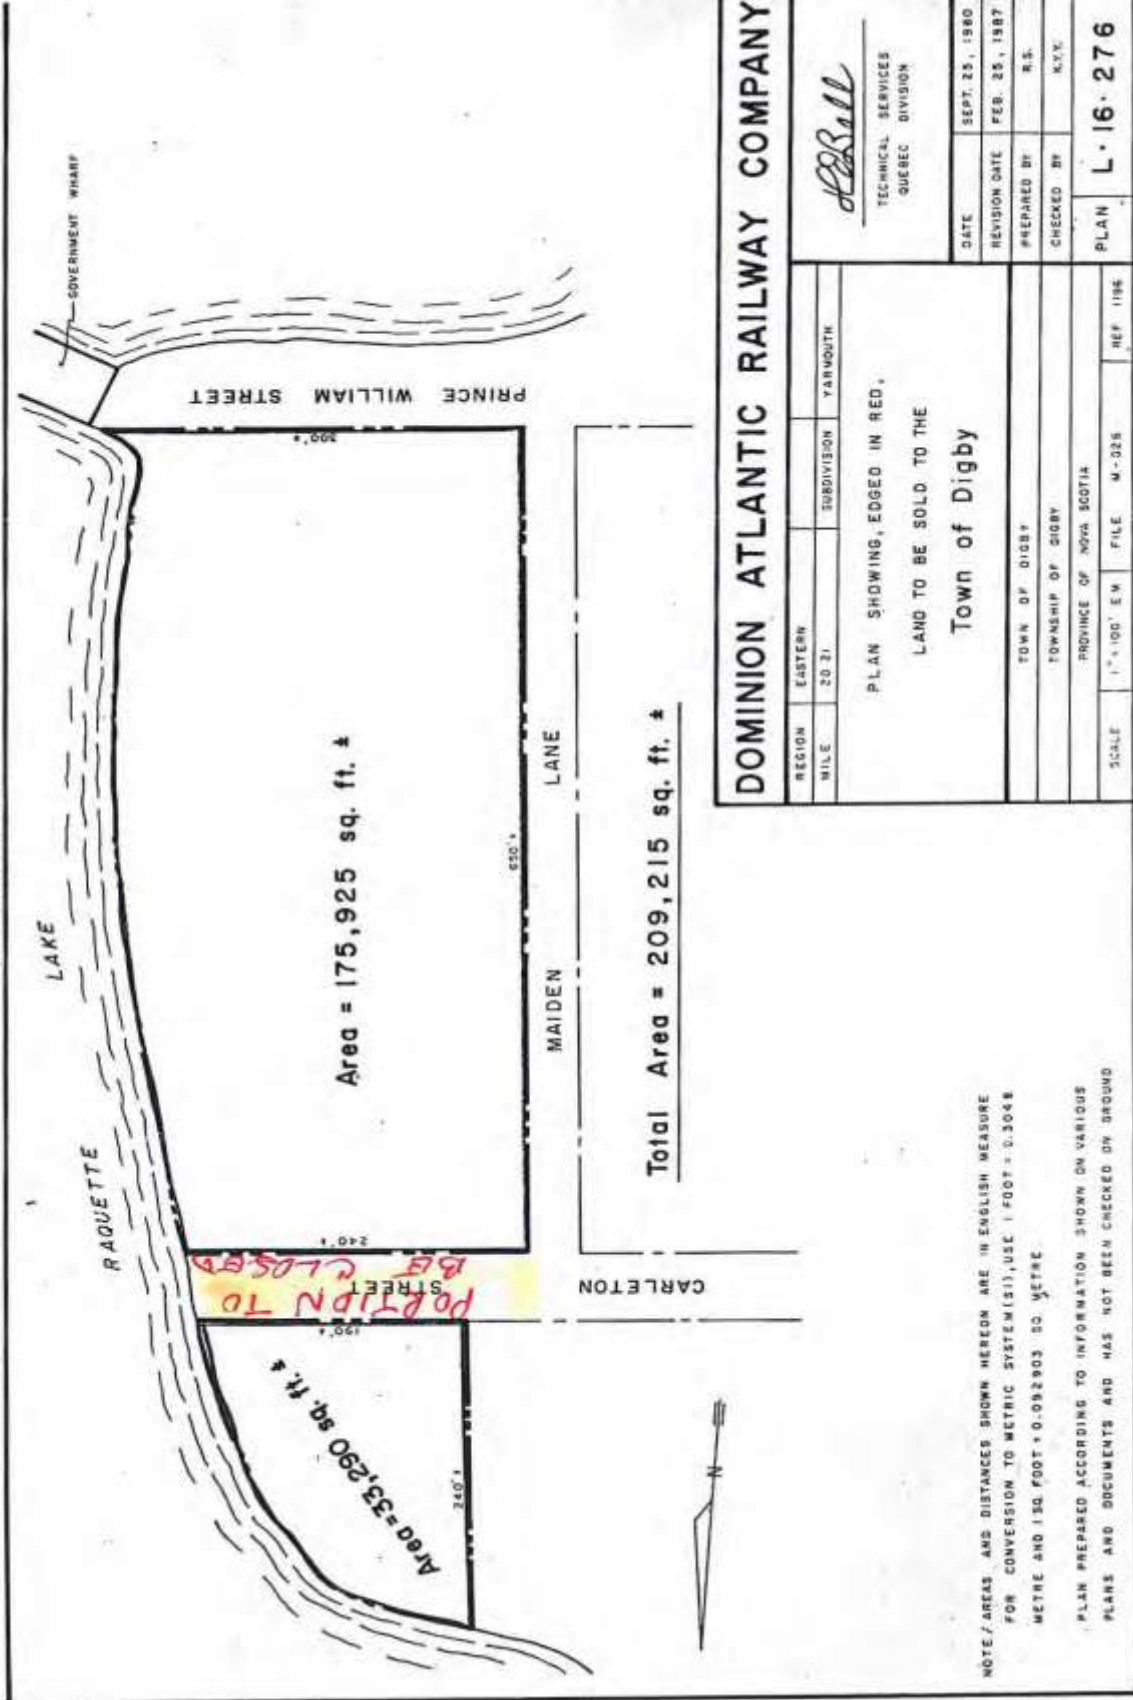 GOVERNMENT WHARF
LAKE
RAQUETTE
PRINCE WILLIAM STREET
300'±
Area = 175,925 sq. ft. ±
650'±
240'±
PORTION TO
BE CLOSED
STREET
CARLETON
190'±
Area = 33,290 sq. ft. ±
240'±
MAIDEN LANE
Total Area = 209,215 sq. ft. ±
N
NOTE / AREAS AND DISTANCES SHOWN HEREON ARE IN ENGLISH MEASURE
FOR CONVERSION TO METRIC SYSTEM (SI), USE 1 FOOT = 0.3048
METRE AND 1 SQ. FOOT = 0.092903 SQ. METRE
PLAN PREPARED ACCORDING TO INFORMATION SHOWN ON VARIOUS
PLANS AND DOCUMENTS AND HAS NOT BEEN CHECKED ON GROUND
DOMINION ATLANTIC RAILWAY COMPANY
REGION EASTERN
MILE 20.21 SUBDIVISION YARMOUTH
TECHNICAL SERVICES
QUEBEC DIVISION
PLAN SHOWING, EDGED IN RED,
LAND TO BE SOLD TO THE
Town of Digby
DATE SEPT. 25, 1980
REVISION DATE FEB. 25, 1987
PREPARED BY R.S.
CHECKED BY K.Y.Y.
TOWN OF DIGBY
TOWNSHIP OF DIGBY
PROVINCE OF NOVA SCOTIA
SCALE 1" = 100' E M FILE M-026 REF 1196
PLAN L·16·276